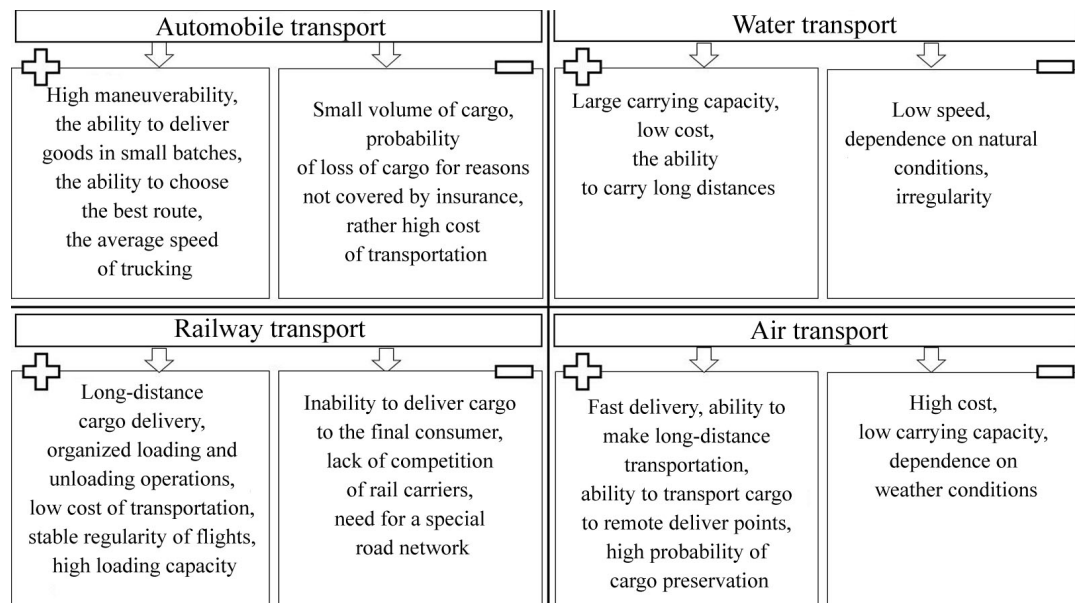 Automobile transport
High maneuverability,
the ability to deliver
goods in small batches,
the ability to choose
the best route,
the average speed
of trucking
Small volume of cargo,
probability
of loss of cargo for reasons
not covered by insurance,
rather high cost
of transportation
Water transport
Large carrying capacity,
low cost,
the ability
to carry long distances
Low speed,
dependence on natural
conditions,
irregularity
Railway transport
Long-distance
cargo delivery,
organized loading and
unloading operations,
low cost of transportation,
stable regularity of flights,
high loading capacity
Inability to deliver cargo
to the final consumer,
lack of competition
of rail carriers,
need for a special
road network
Air transport
Fast delivery, ability to
make long-distance
transportation,
ability to transport cargo
to remote deliver points,
high probability of
cargo preservation
High cost,
low carrying capacity,
dependence on
weather conditions